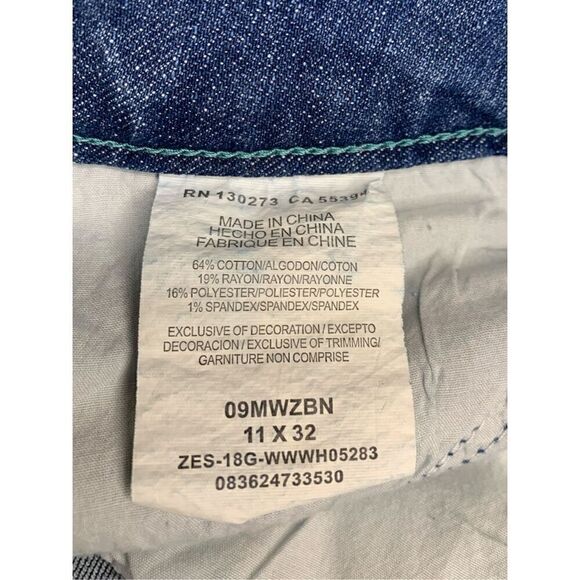 RN 130273 CA 55394
MADE IN CHINA
HECHO EN CHINA
FABRIQUE EN CHINE
64% COTTON/ALGODON/COTON
19% RAYON/RAYON/RAYONNE
16% POLYESTER/POLIESTER/POLYESTER
1% SPANDEX/SPANDEX/SPANDEX
EXCLUSIVE OF DECORATION / EXCEPTO
DECORACION / EXCLUSIVE OF TRIMMING/
GARNITURE NON COMPRISE
09MWZBN
11 X 32
ZES-18G-WWWH05283
083624733530